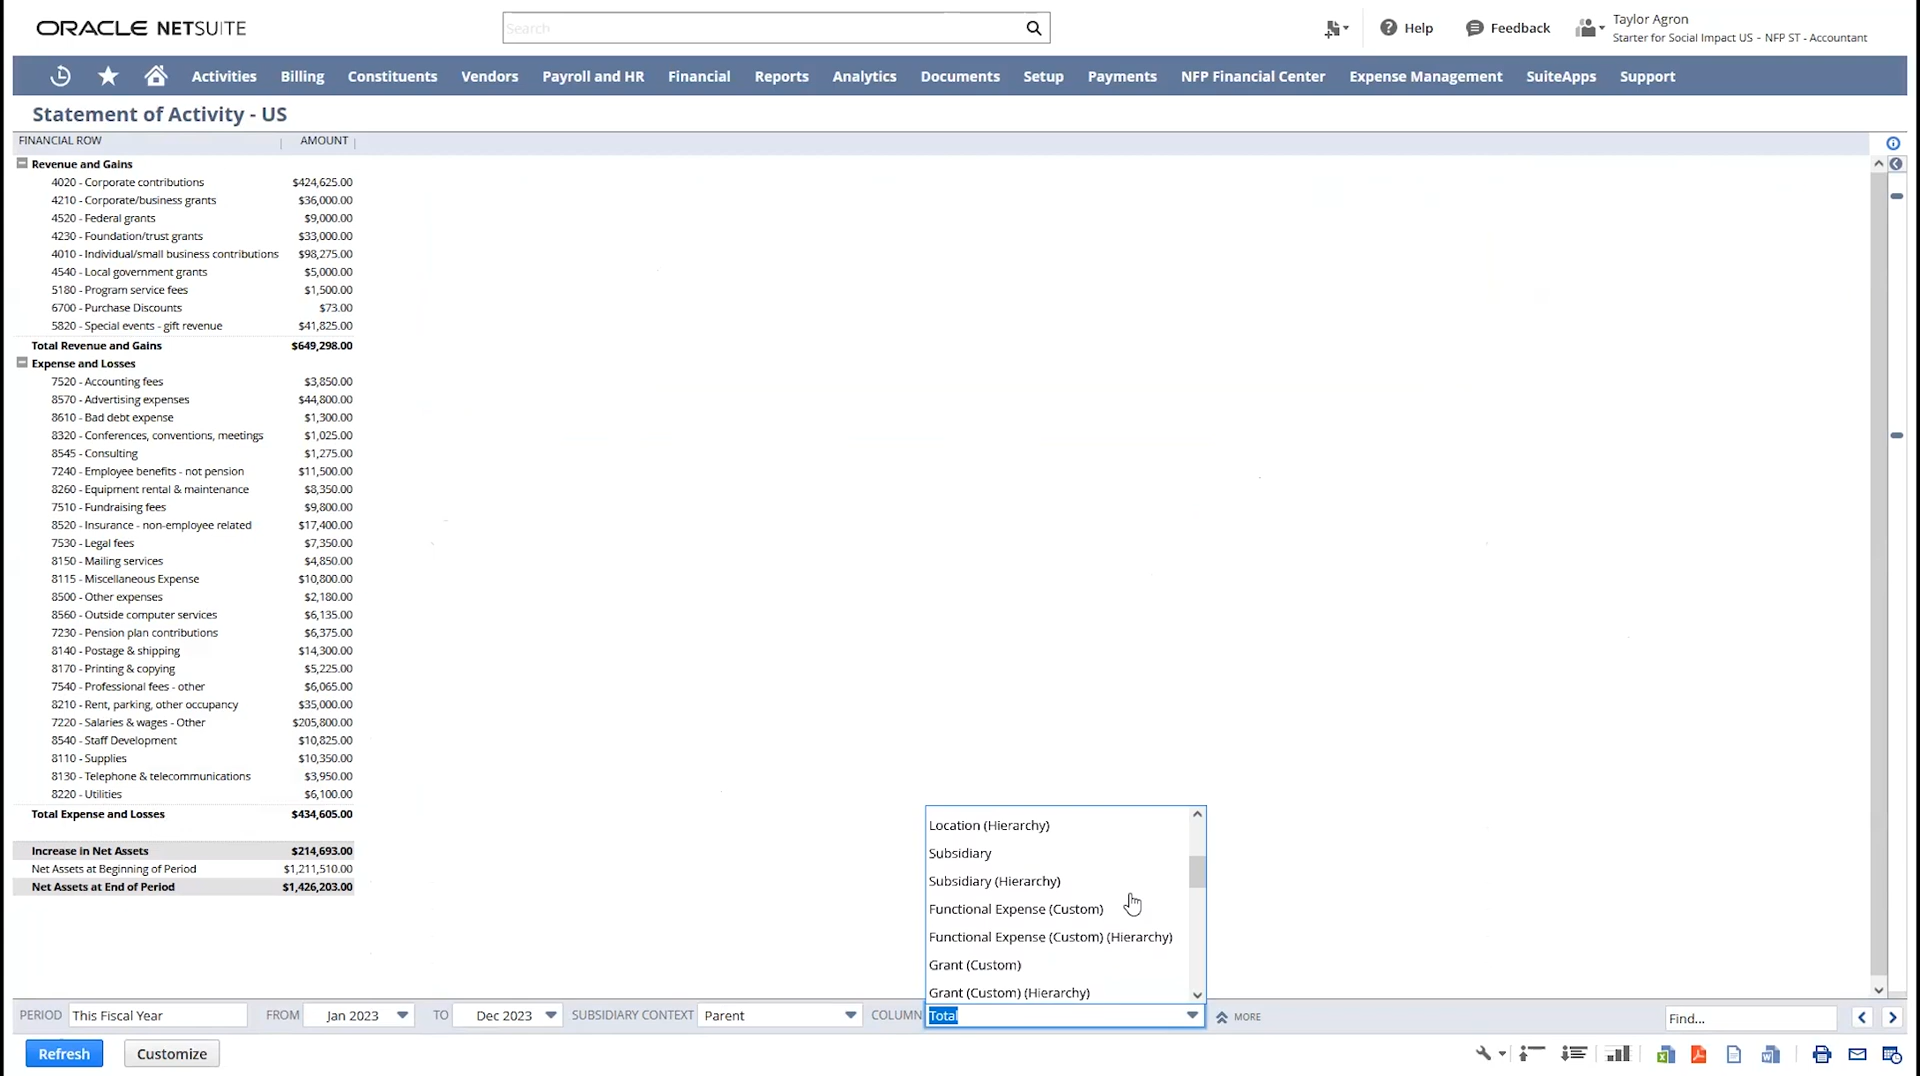 ORACLE NETSUITE
Search
Help
Feedback
Taylor Agron
Starter for Social Impact US - NFP ST - Accountant
Activities Billing Constituents Vendors Payroll and HR Financial Reports Analytics Documents Setup Payments NFP Financial Center Expense Management SuiteApps Support
Statement of Activity - US
FINANCIAL ROW AMOUNT
Revenue and Gains
4020 - Corporate contributions $424,625.00
4210 - Corporate/business grants $36,000.00
4520 - Federal grants $9,000.00
4230 - Foundation/trust grants $33,000.00
4010 - Individual/small business contributions $98,275.00
4540 - Local government grants $5,000.00
5180 - Program service fees $1,500.00
6700 - Purchase Discounts $73.00
5820 - Special events - gift revenue $41,825.00
Total Revenue and Gains $649,298.00
Expense and Losses
7520 - Accounting fees $3,850.00
8570 - Advertising expenses $44,800.00
8610 - Bad debt expense $1,300.00
8320 - Conferences, conventions, meetings $1,025.00
8545 - Consulting $1,275.00
7240 - Employee benefits - not pension $11,500.00
8260 - Equipment rental & maintenance $8,350.00
7510 - Fundraising fees $9,800.00
8520 - Insurance - non-employee related $17,400.00
7530 - Legal fees $7,350.00
8150 - Mailing services $4,850.00
8115 - Miscellaneous Expense $10,800.00
8500 - Other expenses $2,180.00
8560 - Outside computer services $6,135.00
7230 - Pension plan contributions $6,375.00
8140 - Postage & shipping $14,300.00
8170 - Printing & copying $5,225.00
7540 - Professional fees - other $6,065.00
8210 - Rent, parking, other occupancy $35,000.00
7220 - Salaries & wages - Other $205,800.00
8540 - Staff Development $10,825.00
8110 - Supplies $10,350.00
8130 - Telephone & telecommunications $3,950.00
8220 - Utilities $6,100.00
Total Expense and Losses $434,605.00
Increase in Net Assets $214,693.00
Net Assets at Beginning of Period $1,211,510.00
Net Assets at End of Period $1,426,203.00
Location (Hierarchy)
Subsidiary
Subsidiary (Hierarchy)
Functional Expense (Custom)
Functional Expense (Custom) (Hierarchy)
Grant (Custom)
Grant (Custom) (Hierarchy)
PERIOD This Fiscal Year FROM Jan 2023 TO Dec 2023 SUBSIDIARY CONTEXT Parent COLUMN Total MORE Find...
Refresh Customize